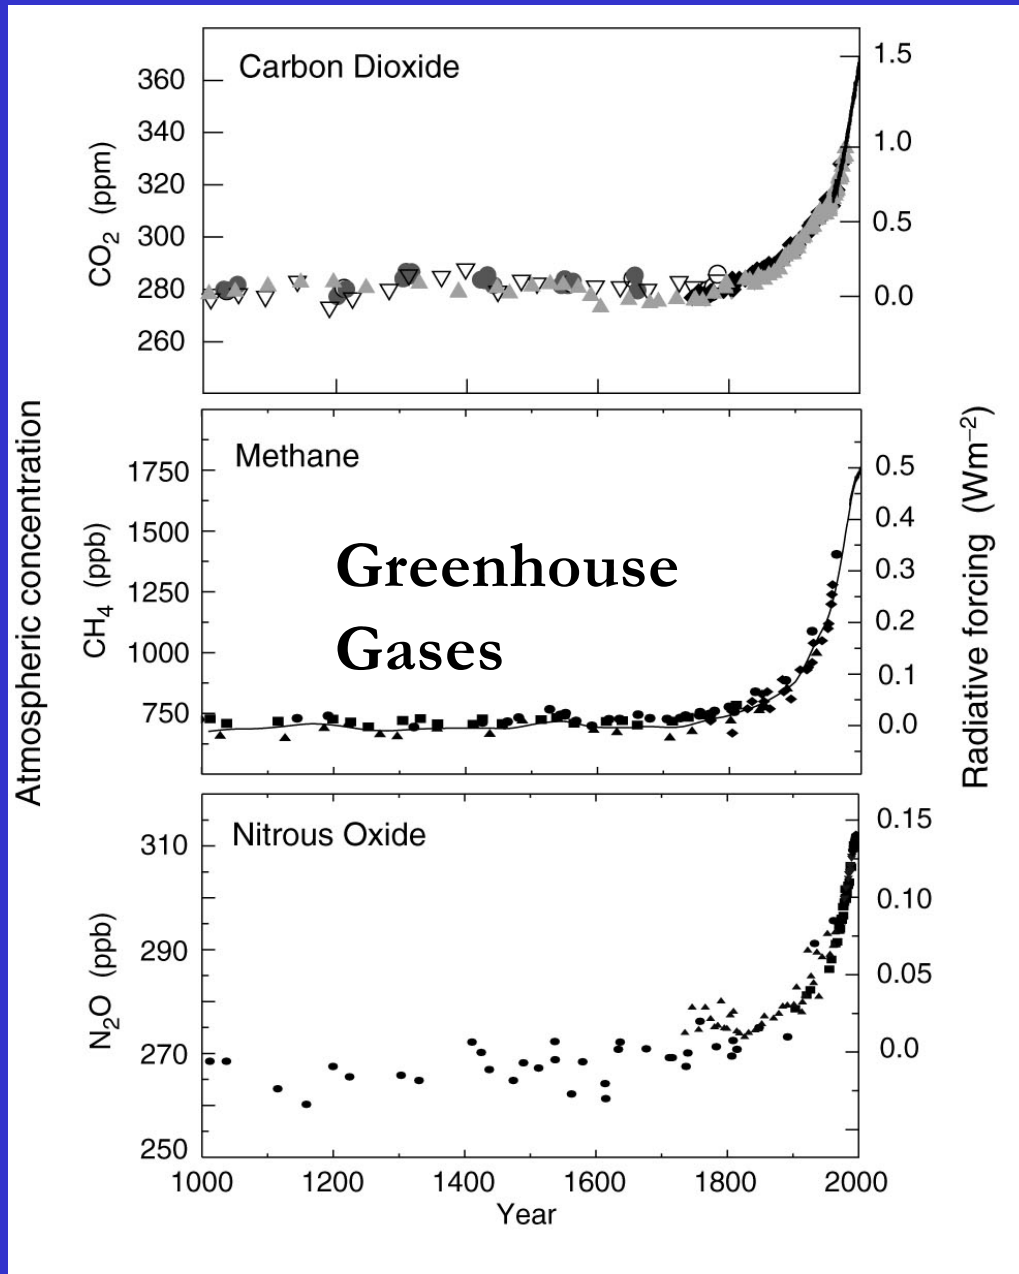 Carbon Dioxide
360
340
320
300
280
260
CO₂ (ppm)
1.5
1.0
0.5
0.0
Atmospheric concentration
Methane
1750
1500
1250
1000
750
CH₄ (ppb)
Greenhouse
Gases
0.5
0.4
0.3
0.2
0.1
0.0
Radiative forcing (Wm⁻²)
Nitrous Oxide
310
290
270
250
N₂O (ppb)
0.15
0.10
0.05
0.0
1000 1200 1400 1600 1800 2000
Year